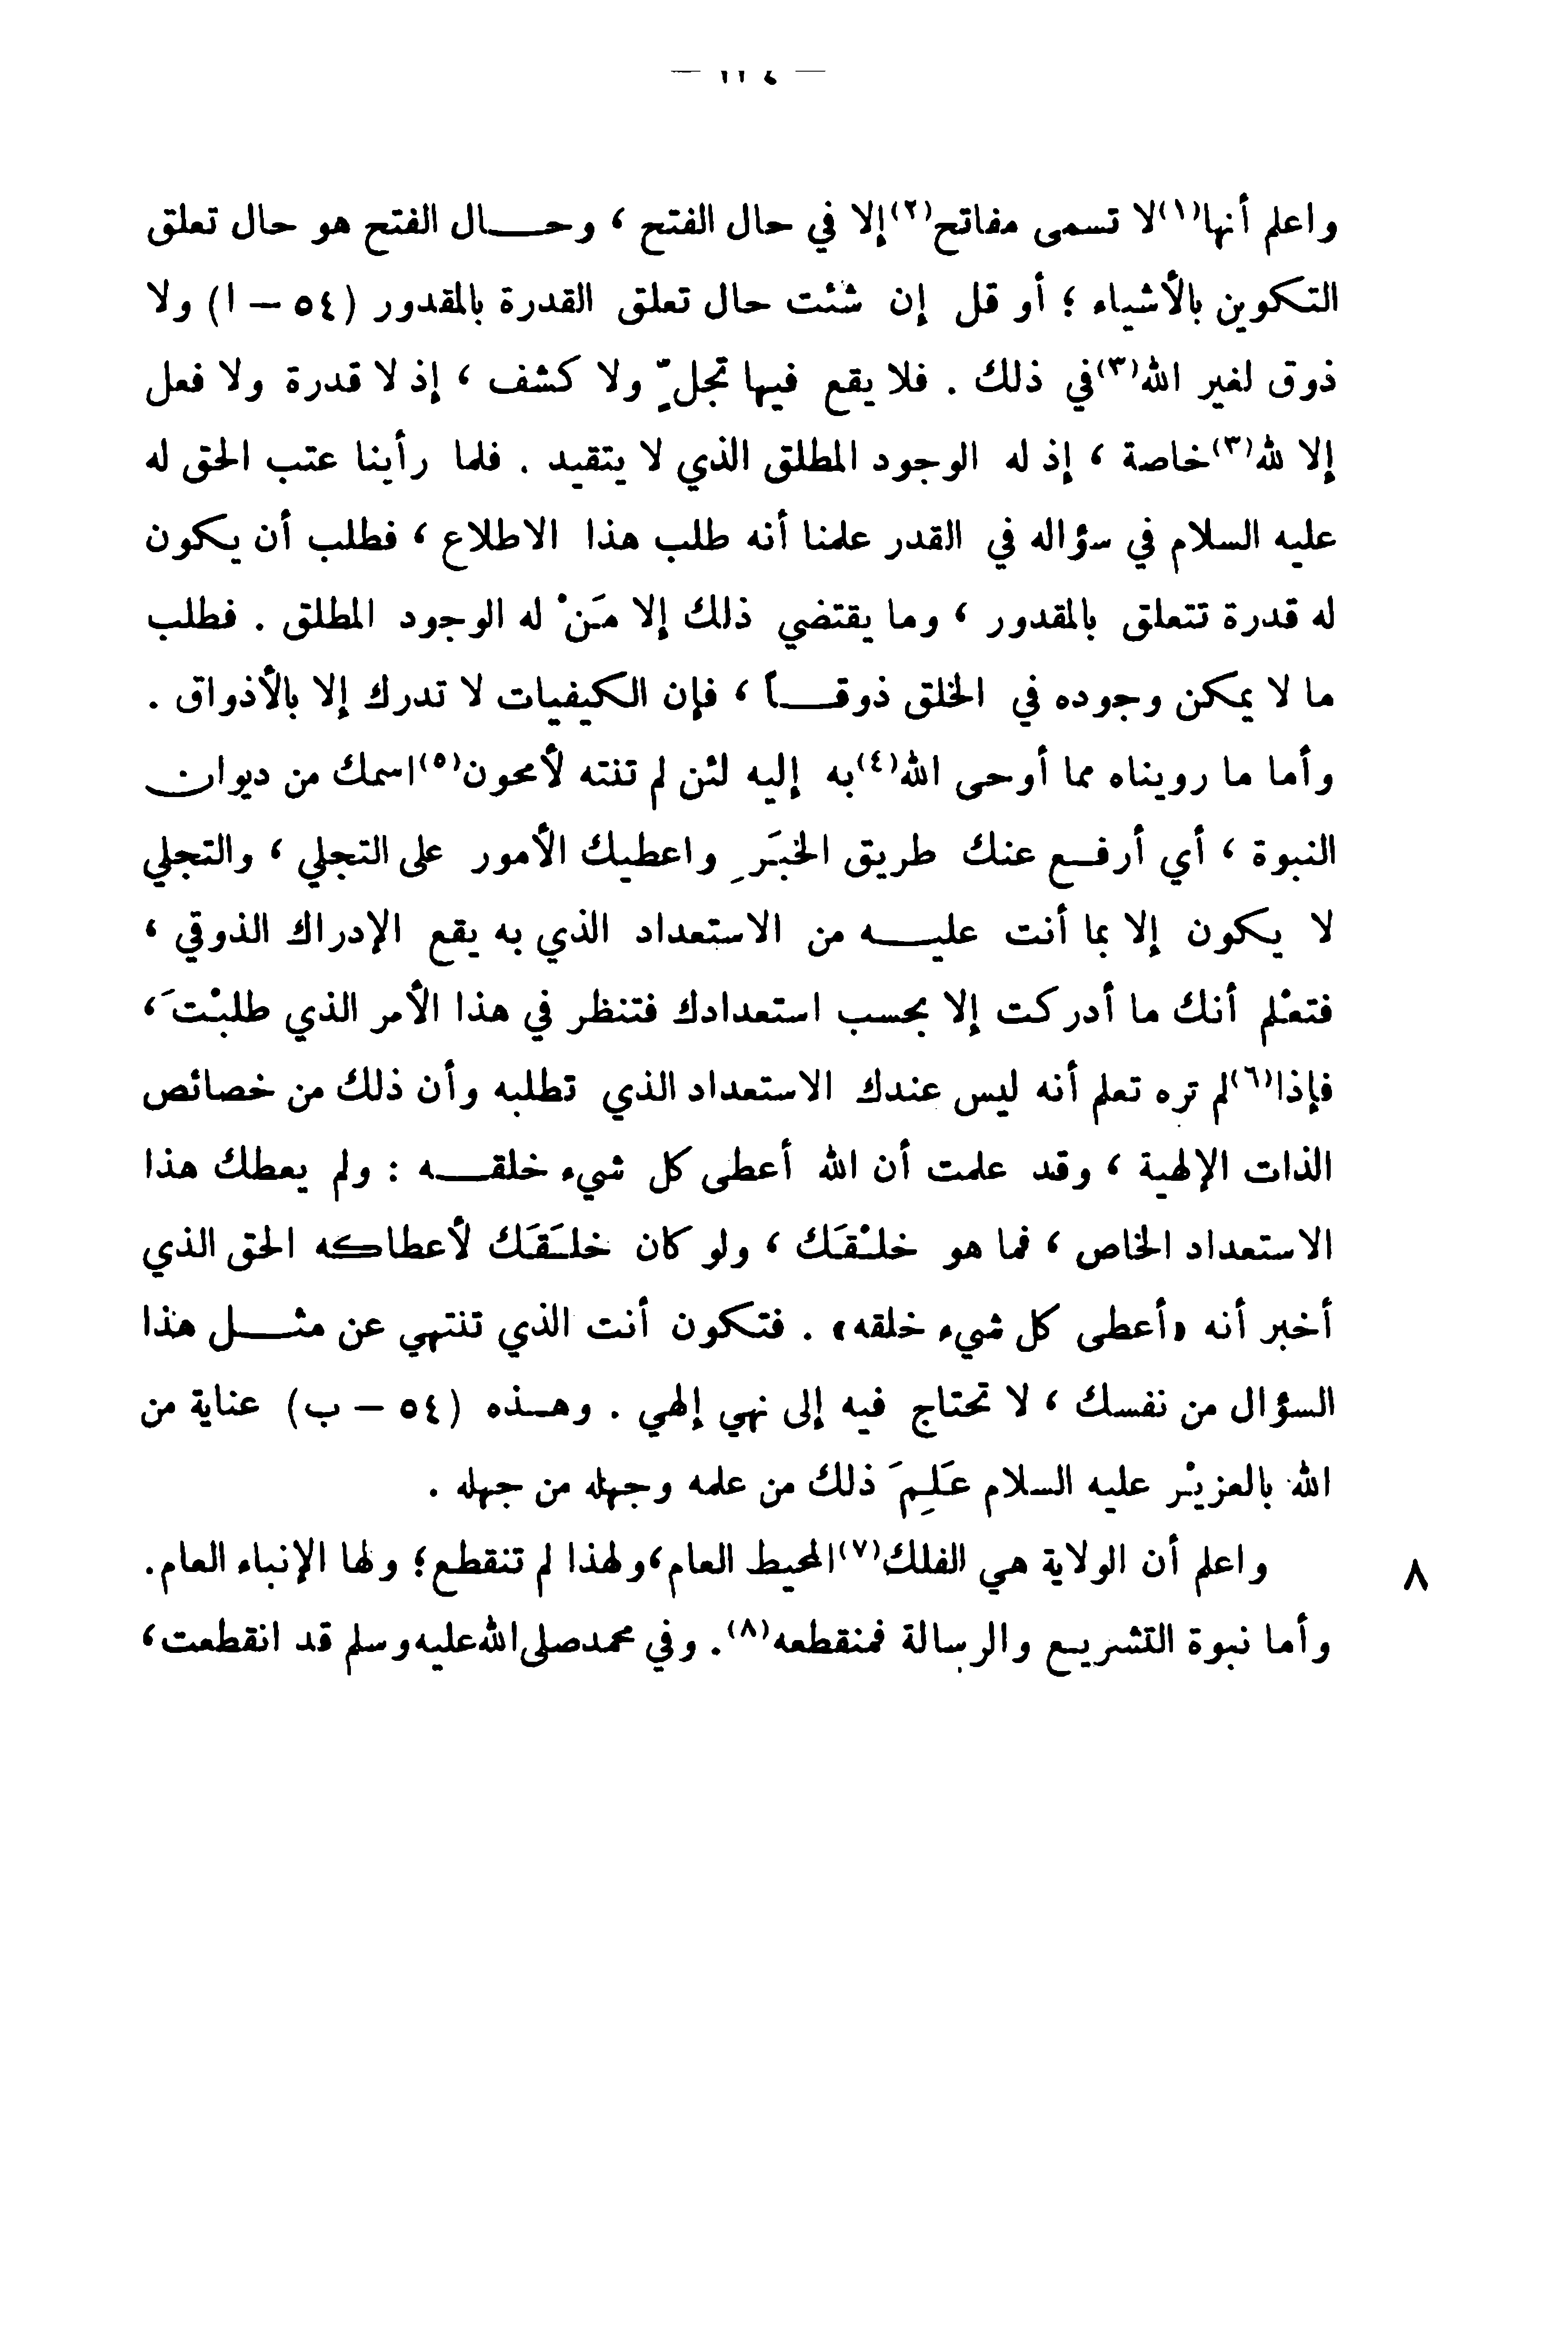 واعلم أنها(١) لا تسمى مفاتح(٢) إلا في حال الفتح ، وحال الفتح هو حال تعلق
التكوين بالأشياء ؛ أو قل إن شئت حال تعلق القدرة بالمقدور (٥٤ – ا) ولا
ذوق لغير الله(٣) في ذلك . فلا يقع فيها تجلٍّ ولا كشف ، إذ لا قدرة ولا فعل
إلا لله(٣) خاصة ، إذ له الوجود المطلق الذي لا يتقيد . فلما رأينا عتب الحق له
عليه السلام في سؤاله في القدر علمنا أنه طلب هذا الاطلاع ، فطلب أن يكون
له قدرة تتعلق بالمقدور ، وما يقتضي ذلك إلا مَنْ له الوجود المطلق . فطلب
ما لا يمكن وجوده في الخلق ذوقاً ، فإن الكيفيات لا تدرك إلا بالأذواق .
وأما ما رويناه مما أوحى الله(٤) به إليه لئن لم تنته لأمحون(٥) اسمك من ديوان
النبوة ، أي أرفع عنك طريق الخبَرِ واعطيك الأمور على التجلي ، والتجلي
لا يكون إلا بما أنت عليه من الاستعداد الذي به يقع الإدراك الذوقي ،
فتعْلم أنك ما أدركت إلا بحسب استعدادك فتنظر في هذا الأمر الذي طلبْتَ ،
فإذا(٦) لم تره تعلم أنه ليس عندك الاستعداد الذي تطلبه وأن ذلك من خصائص
الذات الإلهية ، وقد علمت أن الله أعطى كل شيء خلقه : ولم يعطك هذا
الاستعداد الخاص ، فما هو خلْقَك ، ولو كان خلَقَك لأعطاكه الحق الذي
أخبر أنه «أعطى كل شيء خلقه» . فتكون أنت الذي تنتهي عن مثل هذا
السؤال من نفسك ، لا تحتاج فيه إلى نهي إلهي . وهذه (٥٤ – ب) عناية من
الله بالعزيْر عليه السلام عَلِمَ ذلك من علمه وجهله من جهله .
٨ واعلم أن الولاية هي الفلك(٧) المحيط العام، ولهذا لم تنقطع؛ ولها الإنباء العام.
وأما نبوة التشريع والرسالة فمنقطعه(٨). وفي محمد صلى الله عليه وسلم قد انقطعت،